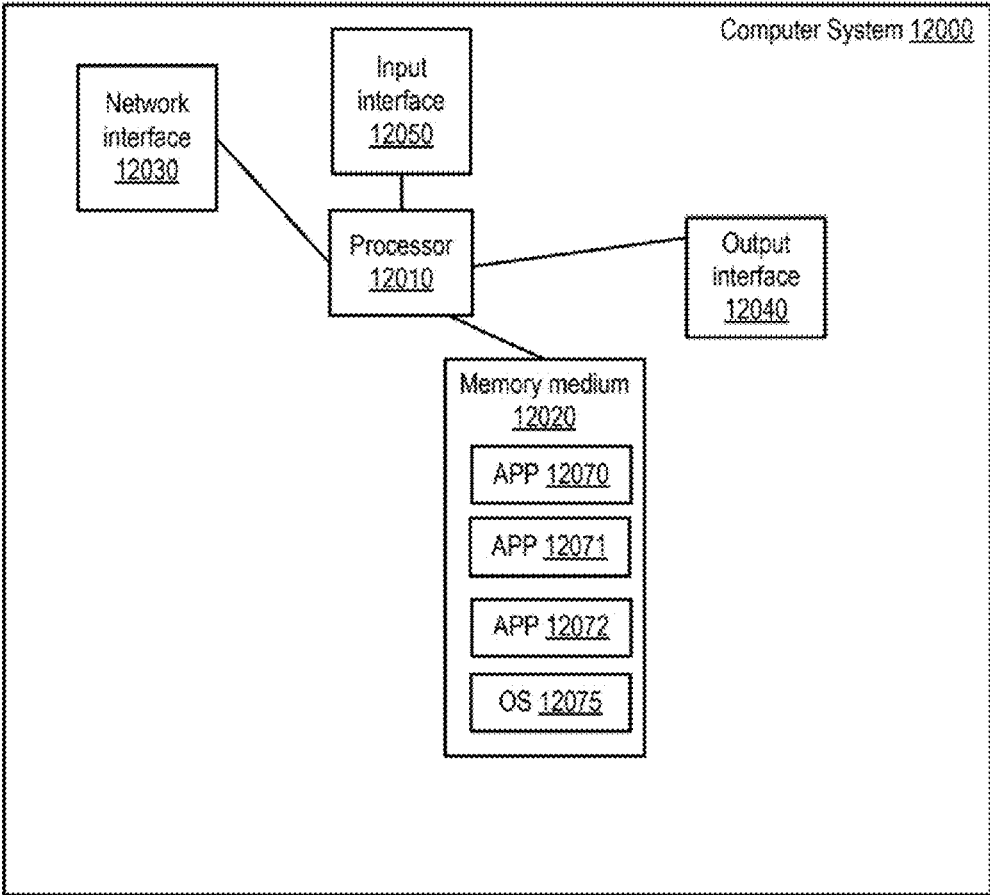 Computer System 12000
Network
interface
12030
Input
interface
12050
Processor
12010
Output
interface
12040
Memory medium
12020
APP 12070
APP 12071
APP 12072
OS 12075